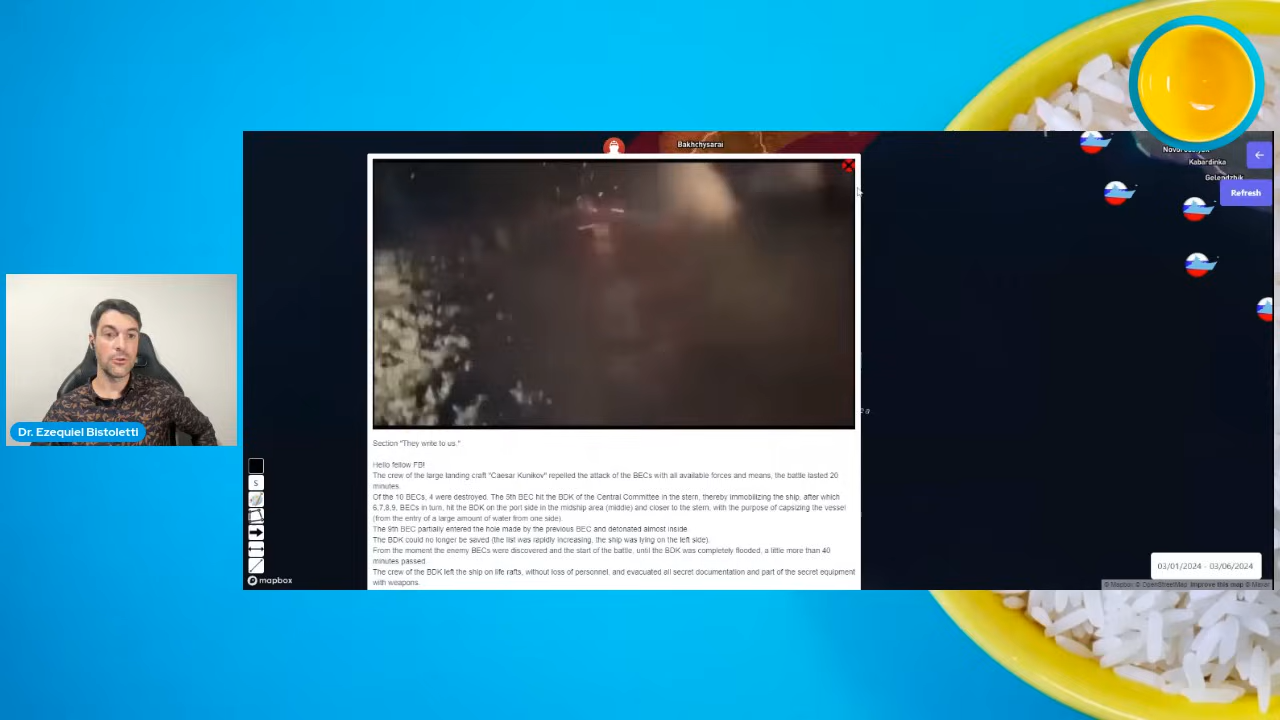 Bakhchysarai
Kabardinka
Gelendzhik
Refresh
Section "They write to us."
Hello fellow FB!
The crew of the large landing craft "Caesar Kunikov" repelled the attack of the BECs with all available forces and means, the battle lasted 20
minutes.
Of the 10 BECs, 4 were destroyed. The 5th BEC hit the BDK of the Central Committee in the stern, thereby immobilizing the ship, after which
6,7,8,9. BECs in turn, hit the BDK on the port side in the midship area (middle) and closer to the stern, with the purpose of capsizing the vessel
(from the entry of a large amount of water from one side).
The 9th BEC partially entered the hole made by the previous BEC and detonated almost inside.
The BDK could no longer be saved (the list was rapidly increasing, the ship was lying on the left side).
From the moment the enemy BECs were discovered and the start of the battle, until the BDK was completely flooded, a little more than 40
minutes passed.
The crew of the BDK left the ship on life rafts, without loss of personnel, and evacuated all secret documentation and part of the secret equipment
with weapons.
Dr. Ezequiel Bistoletti
S
mapbox
03/01/2024 - 03/06/2024
© Mapbox © OpenStreetMap Improve this map © Maxar